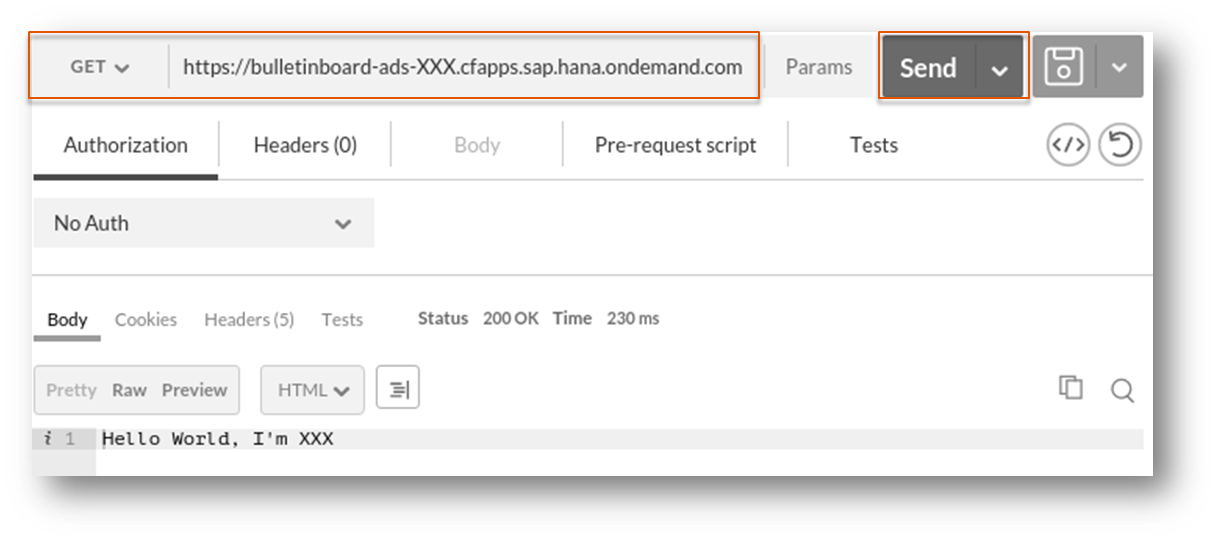 GET https://bulletinboard-ads-XXX.cfapps.sap.hana.ondemand.com Params Send
Authorization Headers (0) Body Pre-request script Tests </>
No Auth
Body Cookies Headers (5) Tests Status 200 OK Time 230 ms
Pretty Raw Preview HTML
i 1 Hello World, I'm XXX